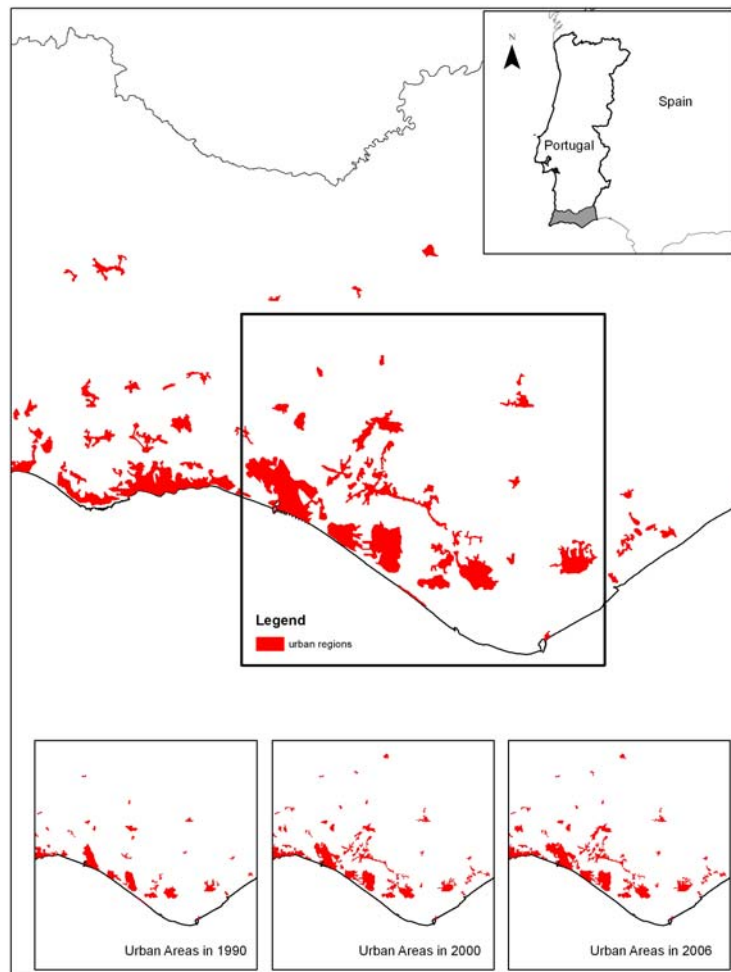 N
Spain
Portugal
Legend
urban regions
Urban Areas in 1990
Urban Areas in 2000
Urban Areas in 2006